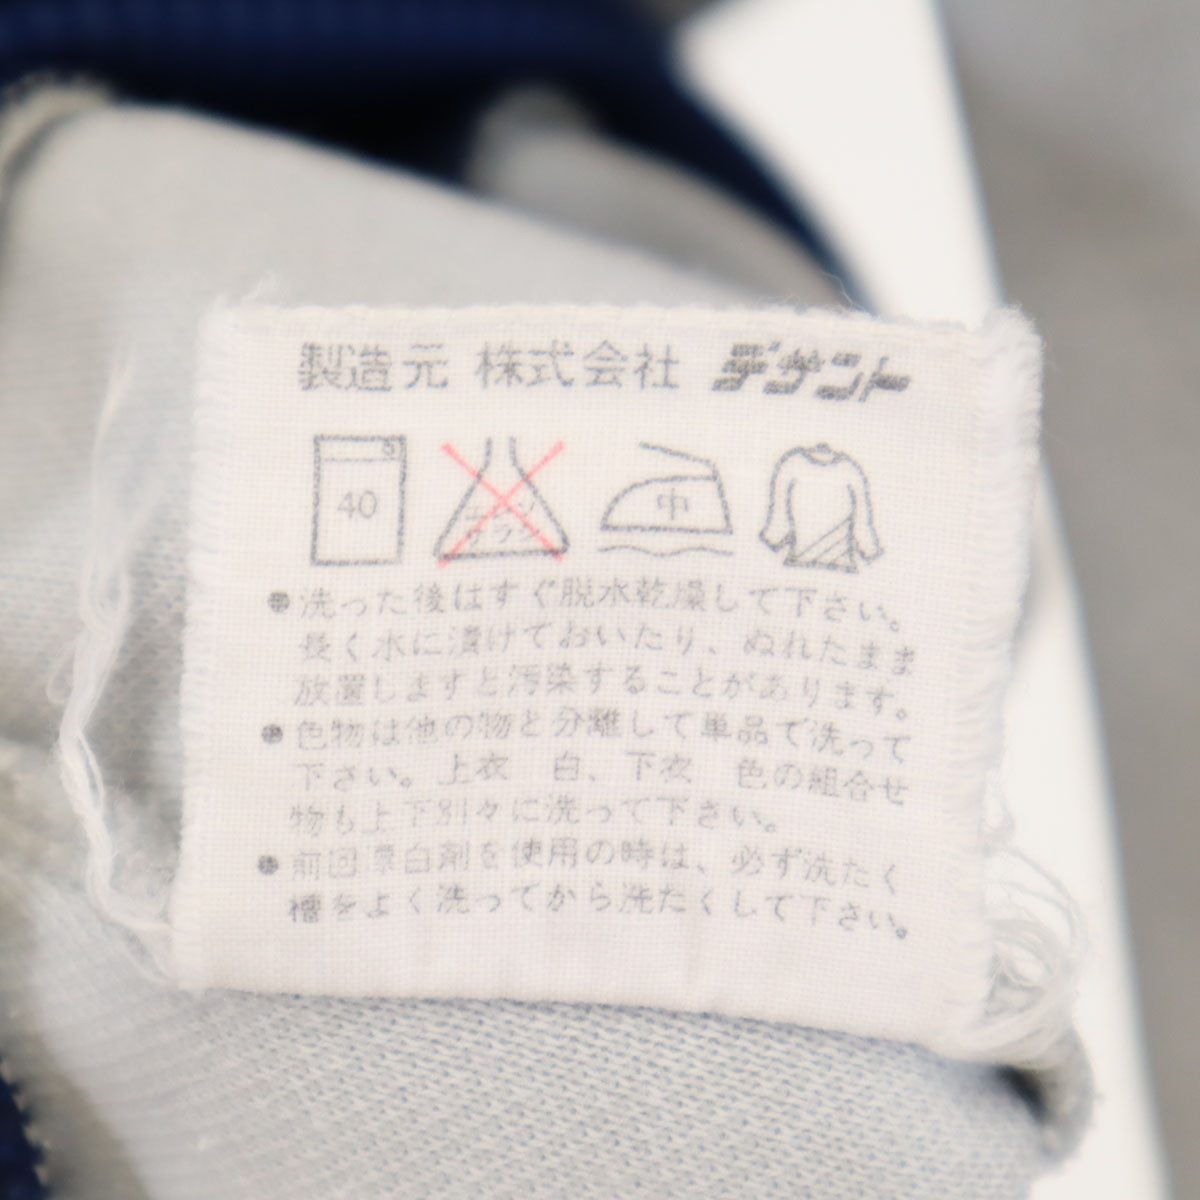 製造元 株式会社 デサント
40 中
●洗った後はすぐ脱水乾燥して下さい。
長く水に漬けておいたり、ぬれたまま
放置しますと汚染することがあります。
●色物は他の物と分離して単品で洗って
下さい。上衣 白、下衣 色の組合せ
物も上下別々に洗って下さい。
●前回漂白剤を使用の時は、必ず洗たく
槽をよく洗ってから洗たくして下さい。